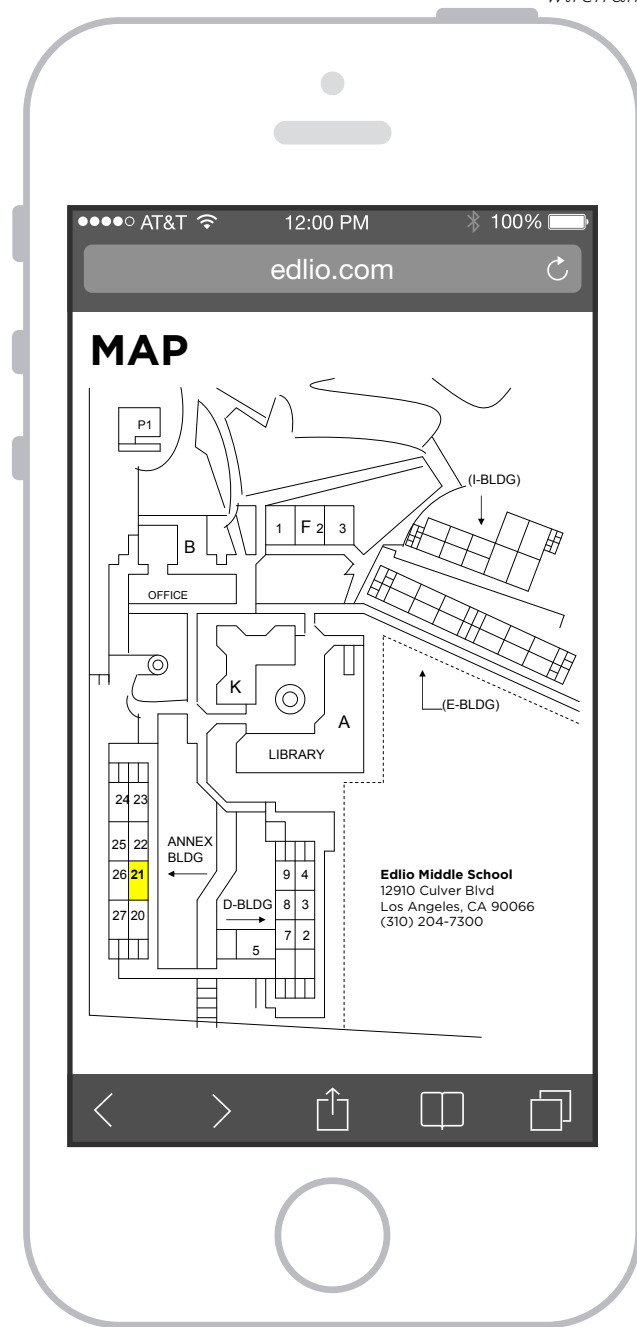 AT&T 12:00 PM 100%
edlio.com
MAP
P1
(I-BLDG)
1 F 2 3
B
OFFICE
K
(E-BLDG)
A
LIBRARY
24 23
ANNEX
BLDG
25 22
26 21
9 4
D-BLDG
8 3
27 20
7 2
5
Edlio Middle School
12910 Culver Blvd
Los Angeles, CA 90066
(310) 204-7300